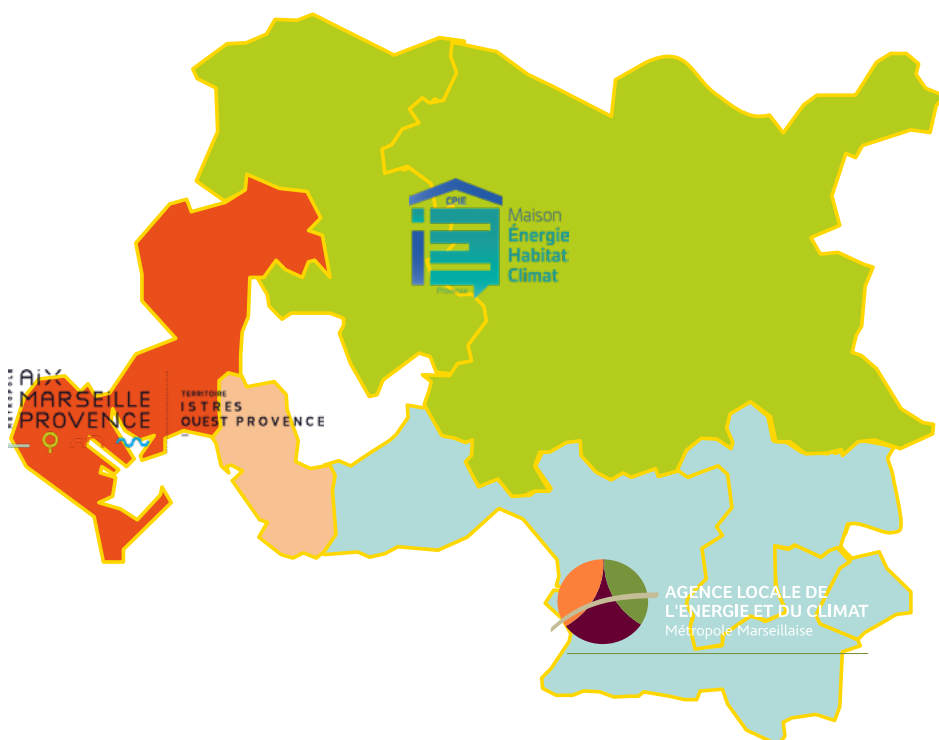 CPIE
Maison
Énergie
Habitat
Climat
Provence
MÉTROPOLE
AIX
MARSEILLE
PROVENCE
TERRITOIRE
ISTRES
OUEST PROVENCE
AGENCE LOCALE DE
L'ENERGIE ET DU CLIMAT
Métropole Marseillaise